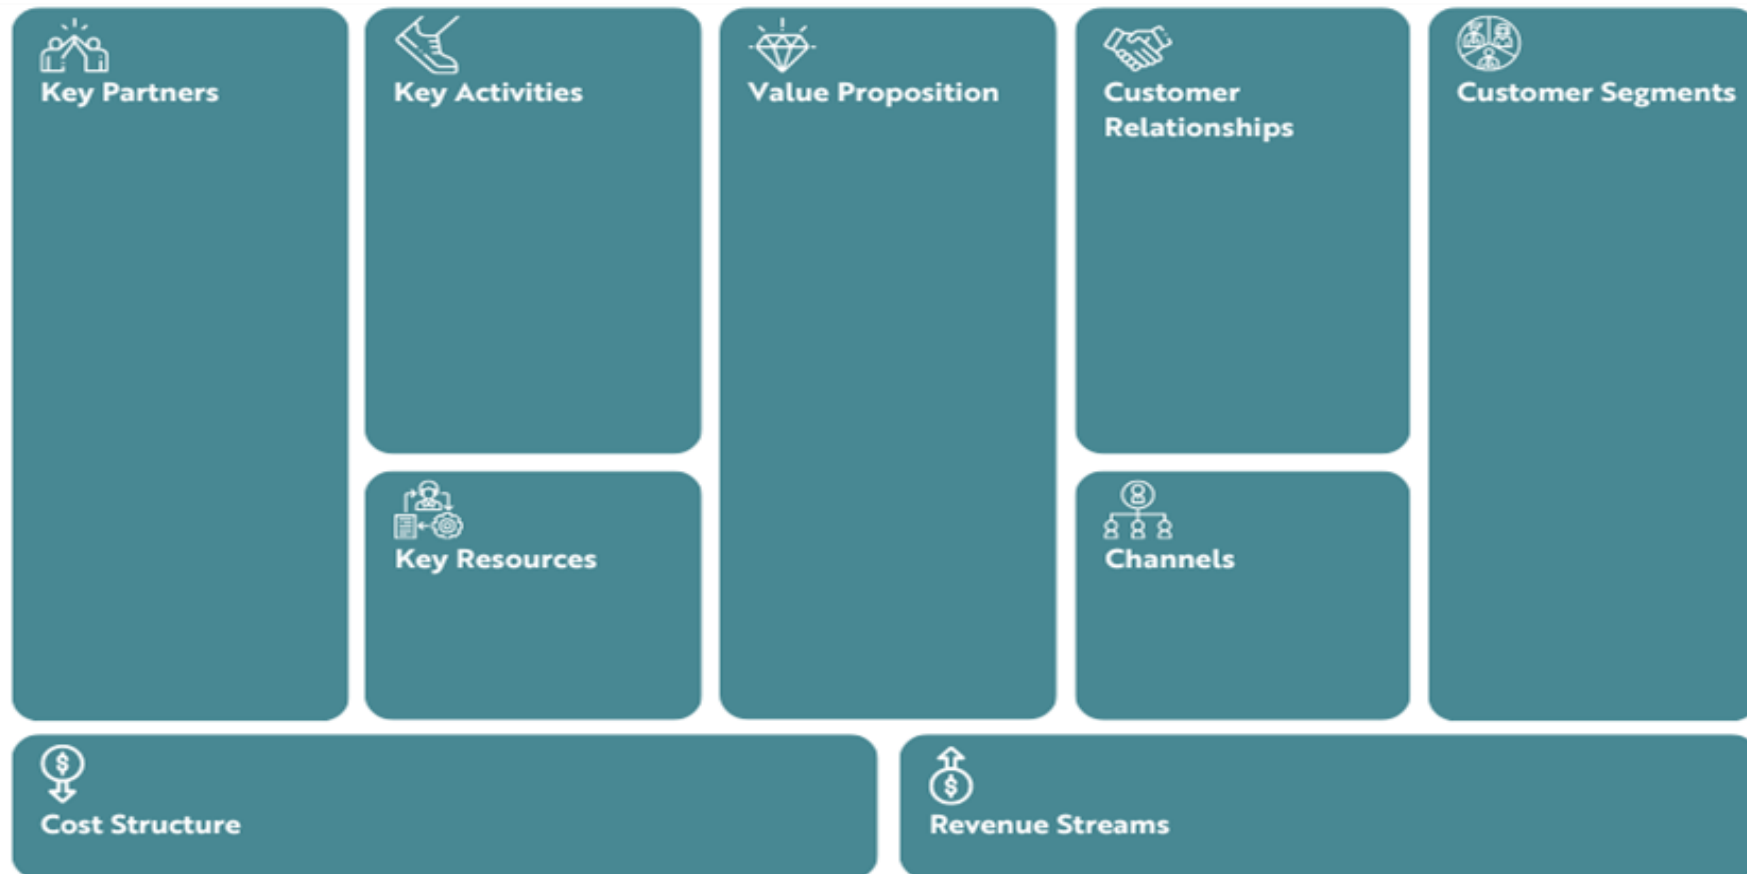 Key Partners
Key Activities
Value Proposition
Customer
Relationships
Customer Segments
Key Resources
Channels
Cost Structure
Revenue Streams